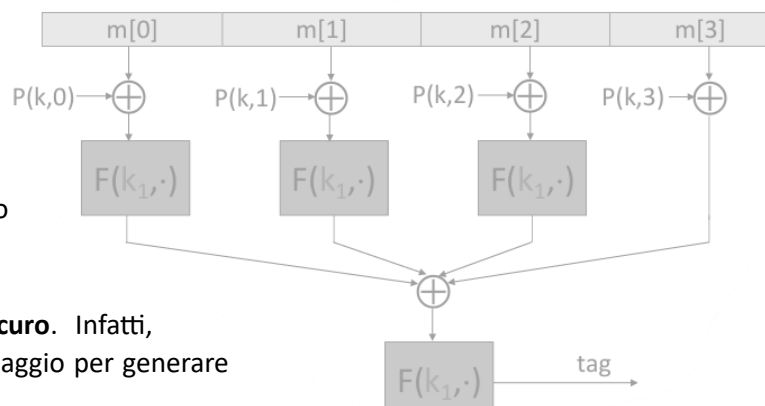 m[0] m[1] m[2] m[3]
P(k,0) P(k,1) P(k,2) P(k,3)
F(k₁,·) F(k₁,·) F(k₁,·)
o
curo. Infatti,
aggio per generare
F(k₁,·) tag